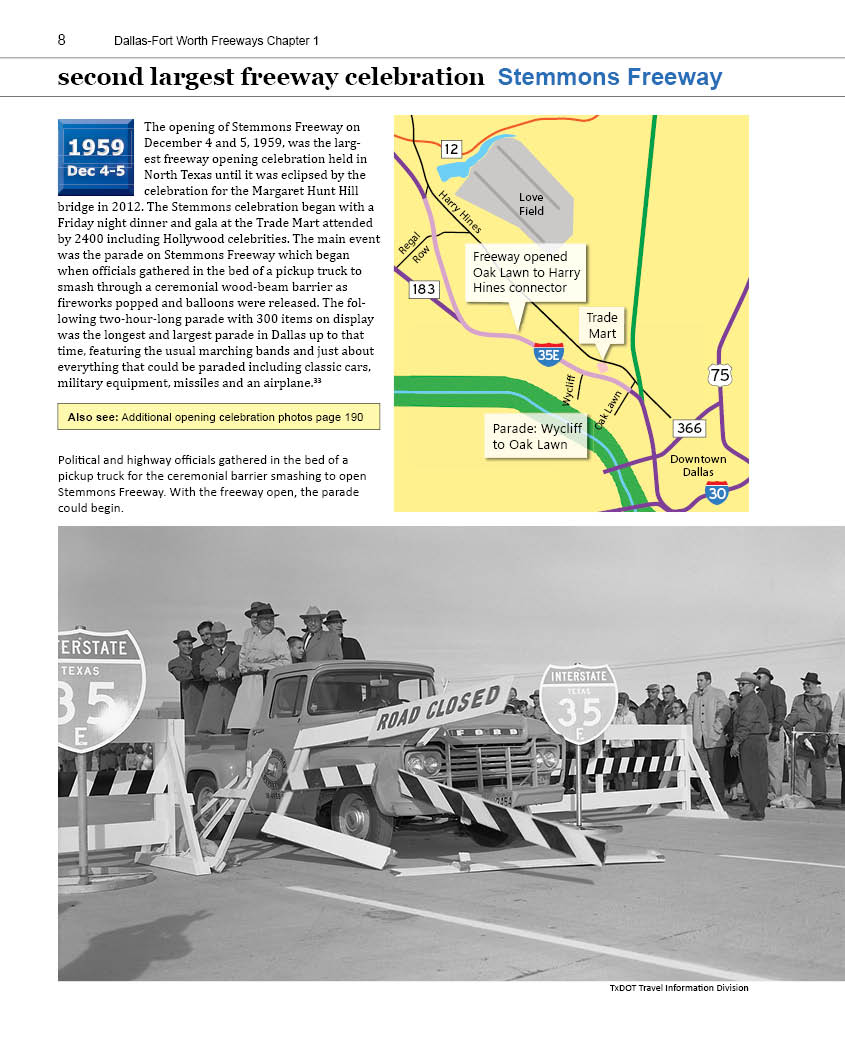 8 Dallas-Fort Worth Freeways Chapter 1
second largest freeway celebration Stemmons Freeway
1959
Dec 4-5
The opening of Stemmons Freeway on
December 4 and 5, 1959, was the larg-
est freeway opening celebration held in
North Texas until it was eclipsed by the
celebration for the Margaret Hunt Hill
bridge in 2012. The Stemmons celebration began with a
Friday night dinner and gala at the Trade Mart attended
by 2400 including Hollywood celebrities. The main event
was the parade on Stemmons Freeway which began
when officials gathered in the bed of a pickup truck to
smash through a ceremonial wood-beam barrier as
fireworks popped and balloons were released. The fol-
lowing two-hour-long parade with 300 items on display
was the longest and largest parade in Dallas up to that
time, featuring the usual marching bands and just about
everything that could be paraded including classic cars,
military equipment, missiles and an airplane.³³
Also see: Additional opening celebration photos page 190
Political and highway officials gathered in the bed of a
pickup truck for the ceremonial barrier smashing to open
Stemmons Freeway. With the freeway open, the parade
could begin.
12
Love
Field
Harry Hines
Regal
Row
Freeway opened
Oak Lawn to Harry
Hines connector
183
Trade
Mart
35E
75
Wycliff
Oak Lawn
Parade: Wycliff
to Oak Lawn
366
Downtown
Dallas
30
ERSTATE
TEXAS
35
E
ROAD CLOSED
FORD
INTERSTATE
TEXAS
35
E
TxDOT Travel Information Division